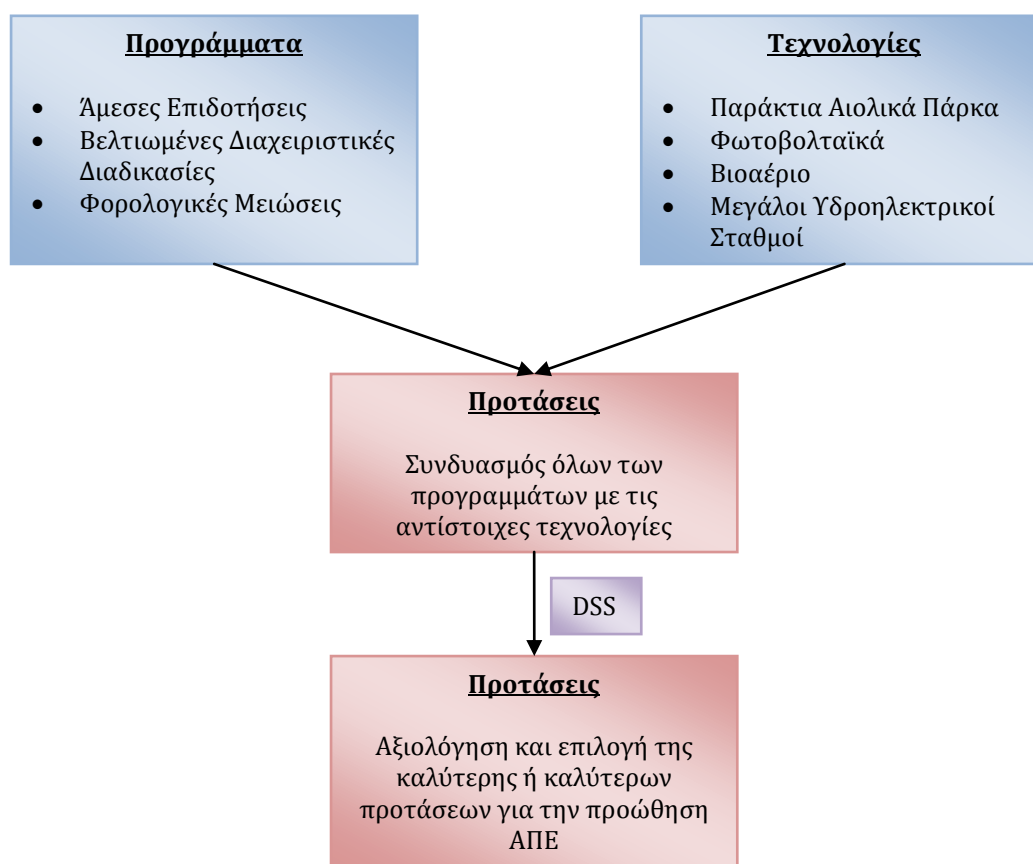 Προγράμματα
• Άμεσες Επιδοτήσεις
• Βελτιωμένες Διαχειριστικές
Διαδικασίες
• Φορολογικές Μειώσεις
Τεχνολογίες
• Παράκτια Αιολικά Πάρκα
• Φωτοβολταϊκά
• Βιοαέριο
• Μεγάλοι Υδροηλεκτρικοί
Σταθμοί
Προτάσεις
Συνδυασμός όλων των
προγραμμάτων με τις
αντίστοιχες τεχνολογίες
DSS
Προτάσεις
Αξιολόγηση και επιλογή της
καλύτερης ή καλύτερων
προτάσεων για την προώθηση
ΑΠΕ